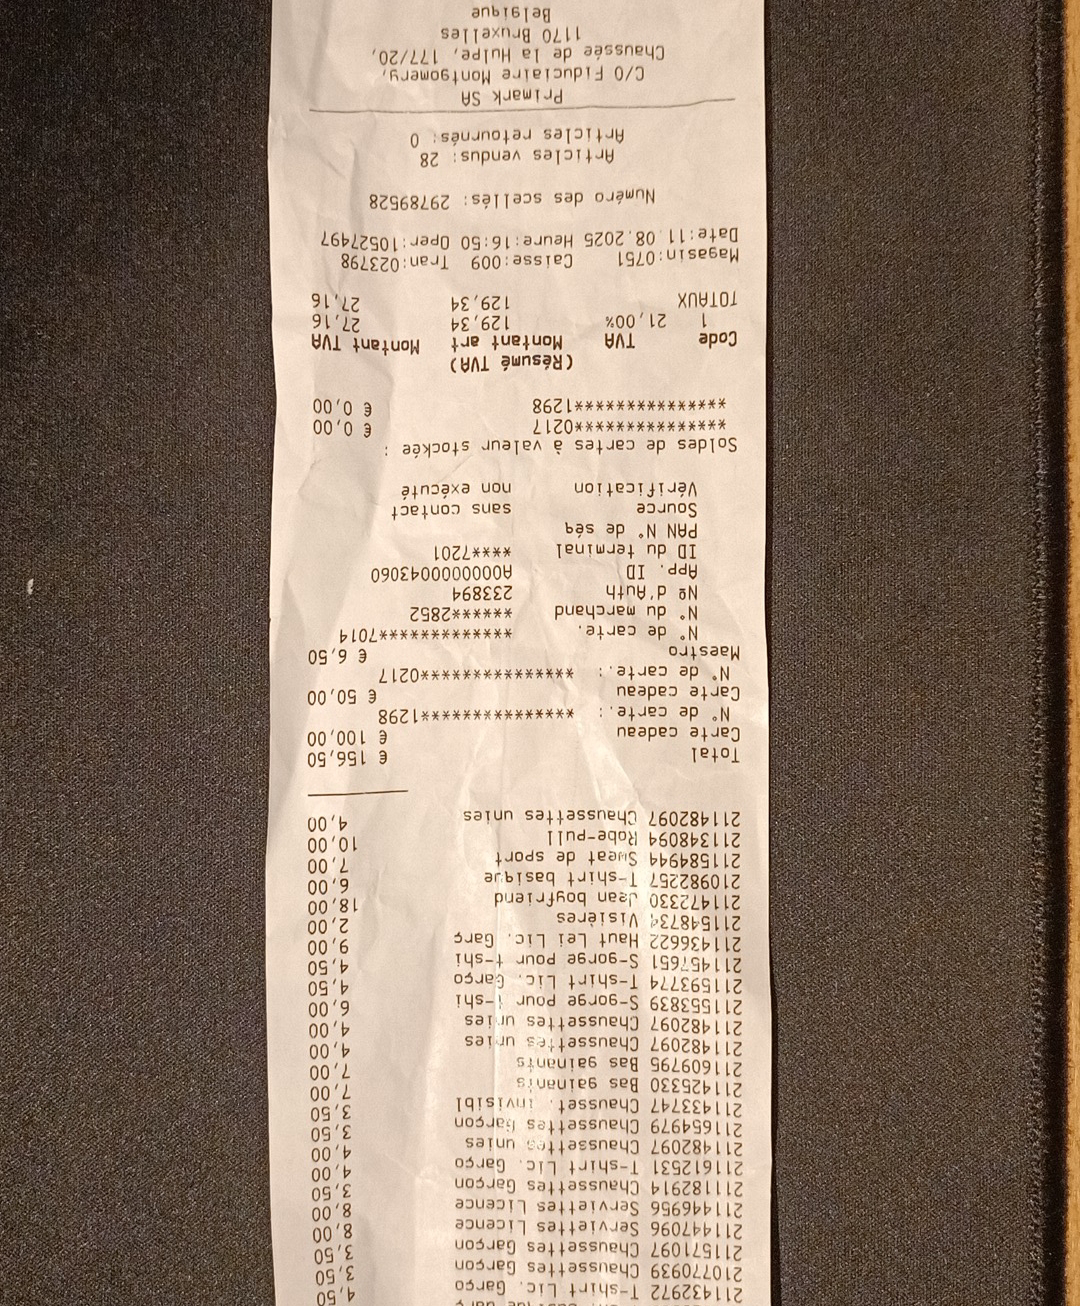 211432972 T-shirt Lic. Garço 4,50
210770939 Chaussettes Garcon 3,50
211571097 Chaussettes Garçon 3,50
211447096 Serviettes Licence 8,00
211446956 Serviettes Licence 8,00
211182914 Chaussettes Garçon 3,50
211612531 T-shirt Lic. Garço 4,00
211482097 Chaussettes unies 4,00
211654979 Chaussettes Garçon 3,50
211433747 Chausset. invisibl 3,50
211425330 Bas gainants 7,00
211609795 Bas gainants 7,00
211482097 Chaussettes unies 4,00
211482097 Chaussettes unies 4,00
211553839 S-gorge pour t-shi 6,00
211593774 T-shirt Lic. Garço 4,50
211457651 S-gorge pour t-shi 4,50
211436622 Haut Lei Lic. Garç 9,00
211548734 Visières 2,00
211472330 Jean boyfriend 18,00
210982257 T-shirt basique 6,00
211584944 Sweat de sport 7,00
211348094 Robe-pull 10,00
211482097 Chaussettes unies 4,00
Total € 156,50
Carte cadeau € 100,00
N° de carte.: ****************1298
Carte cadeau € 50,00
N° de carte.: ****************0217
Maestro € 6,50
N° de carte. ****************7014
N° du marchand *******2852
Nº d'Auth 233894
App. ID A0000000043060
ID du terminal ****7201
PAN N° de séq
Source sans contact
Vérification non exécuté
Soldes de cartes à valeur stockée :
****************0217 € 0,00
****************1298 € 0,00
(Résumé TVA)
Code TVA Montant art Montant TVA
1 21,00% 129,34 27,16
TOTAUX 129,34 27,16
Magasin:0751 Caisse:009 Tran:023798
Date:11.08.2025 Heure:16:50 Oper:10527497
Numéro des scellés: 29789528
Articles vendus: 28
Articles retournés: 0
Primark SA
C/O Fiduciaire Montgomery,
Chaussée de la Hulpe, 177/20,
1170 Bruxelles
Belgique